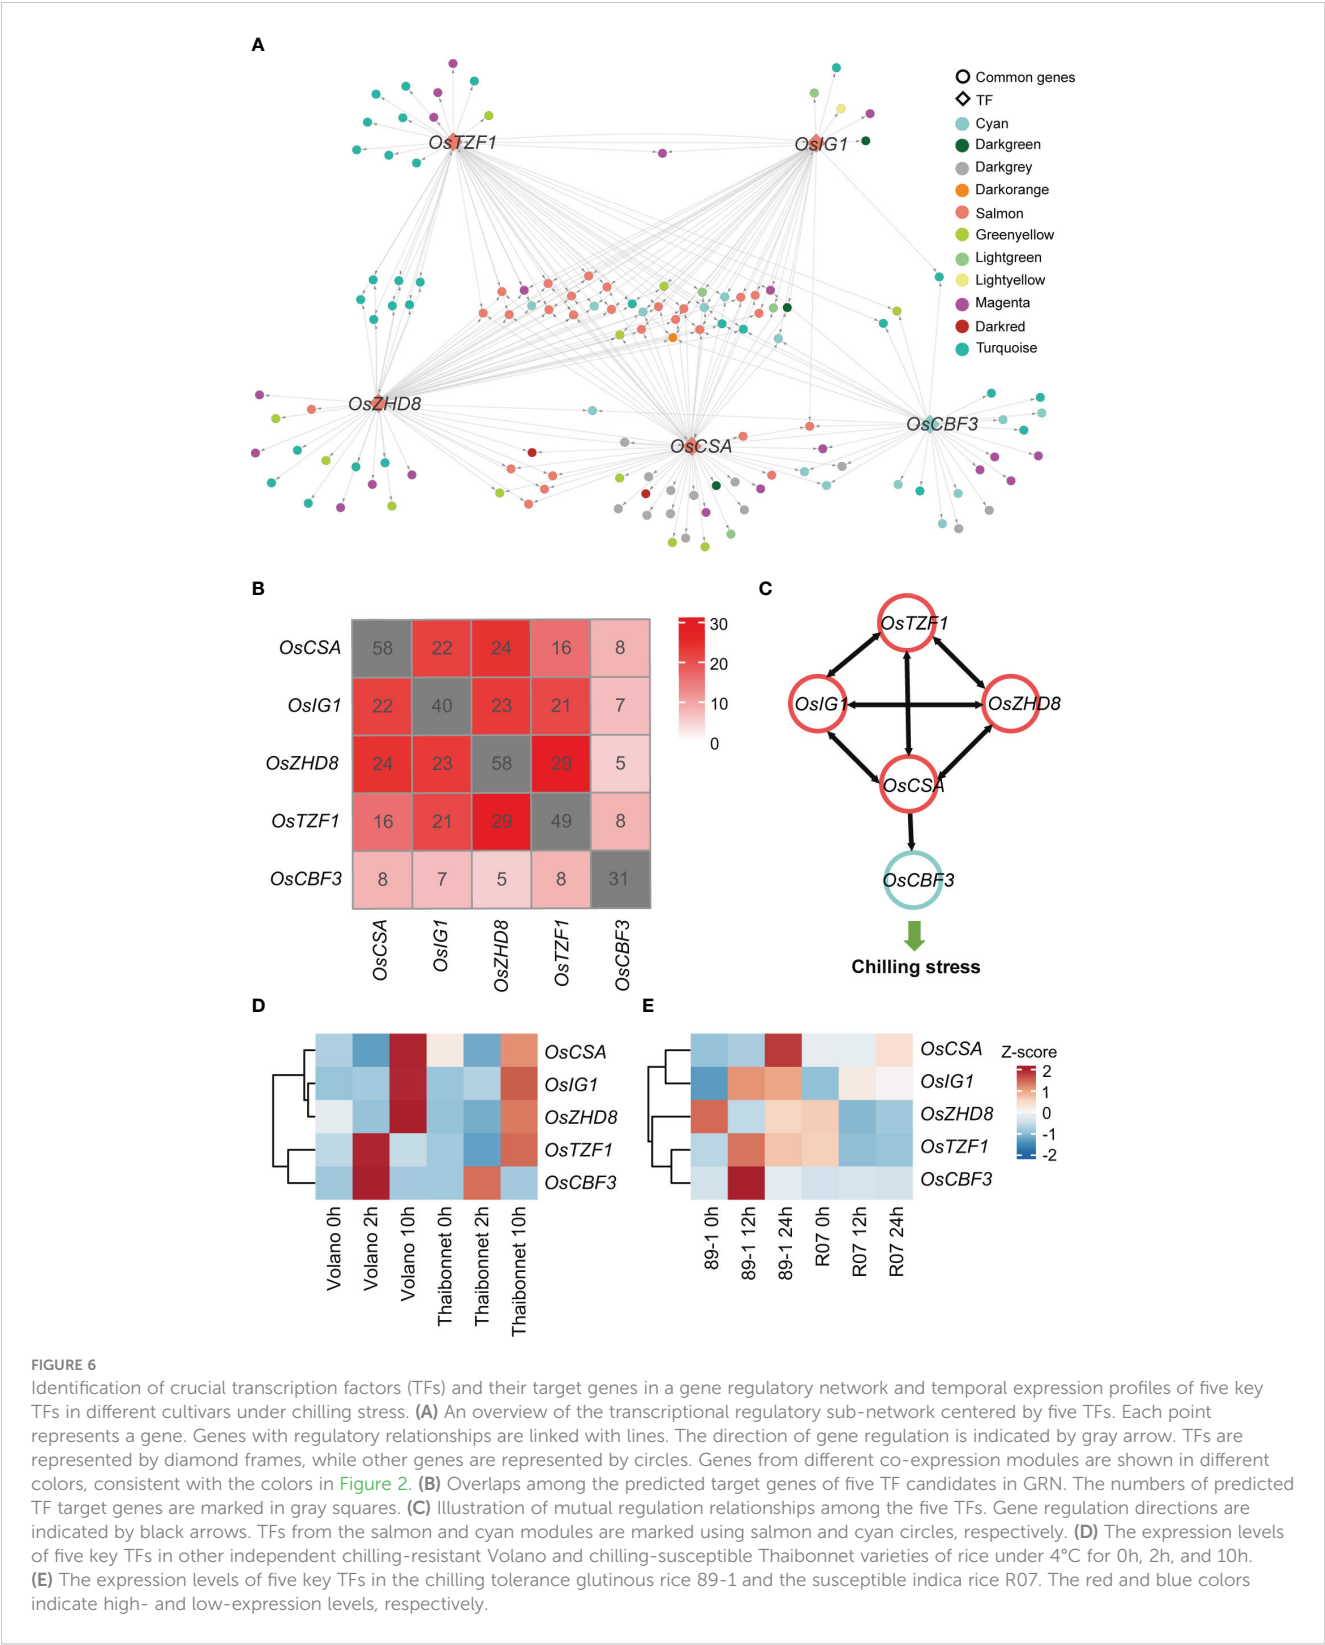 A
OsTZF1
OsIG1
OsZHD8
OsCSA
OsCBF3
Common genes
TF
Cyan
Darkgreen
Darkgrey
Darkorange
Salmon
Greenyellow
Lightgreen
Lightyellow
Magenta
Darkred
Turquoise
B
OsCSA 58 22 24 16 8
OsIG1 22 40 23 21 7
OsZHD8 24 23 58 29 5
OsTZF1 16 21 29 49 8
OsCBF3 8 7 5 8 31
OsCSA OsIG1 OsZHD8 OsTZF1 OsCBF3
30
20
10
0
C
OsTZF1
OsIG1
OsZHD8
OsCSA
OsCBF3
Chilling stress
D
OsCSA
OsIG1
OsZHD8
OsTZF1
OsCBF3
Volano 0h
Volano 2h
Volano 10h
Thaibonnet 0h
Thaibonnet 2h
Thaibonnet 10h
E
OsCSA
OsIG1
OsZHD8
OsTZF1
OsCBF3
89-1 0h
89-1 12h
89-1 24h
R07 0h
R07 12h
R07 24h
Z-score
2
1
0
-1
-2
FIGURE 6
Identification of crucial transcription factors (TFs) and their target genes in a gene regulatory network and temporal expression profiles of five key
TFs in different cultivars under chilling stress. (A) An overview of the transcriptional regulatory sub-network centered by five TFs. Each point
represents a gene. Genes with regulatory relationships are linked with lines. The direction of gene regulation is indicated by gray arrow. TFs are
represented by diamond frames, while other genes are represented by circles. Genes from different co-expression modules are shown in different
colors, consistent with the colors in Figure 2. (B) Overlaps among the predicted target genes of five TF candidates in GRN. The numbers of predicted
TF target genes are marked in gray squares. (C) Illustration of mutual regulation relationships among the five TFs. Gene regulation directions are
indicated by black arrows. TFs from the salmon and cyan modules are marked using salmon and cyan circles, respectively. (D) The expression levels
of five key TFs in other independent chilling-resistant Volano and chilling-susceptible Thaibonnet varieties of rice under 4°C for 0h, 2h, and 10h.
(E) The expression levels of five key TFs in the chilling tolerance glutinous rice 89-1 and the susceptible indica rice R07. The red and blue colors
indicate high- and low-expression levels, respectively.